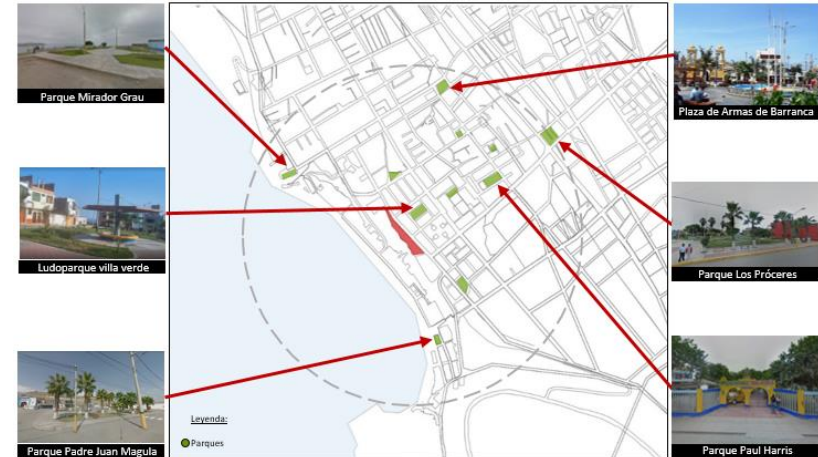 Parque Mirador Grau
Ludoparque villa verde
Parque Padre Juan Magula
Leyenda:
Parques
Plaza de Armas de Barranca
Parque Los Próceres
Parque Paul Harris